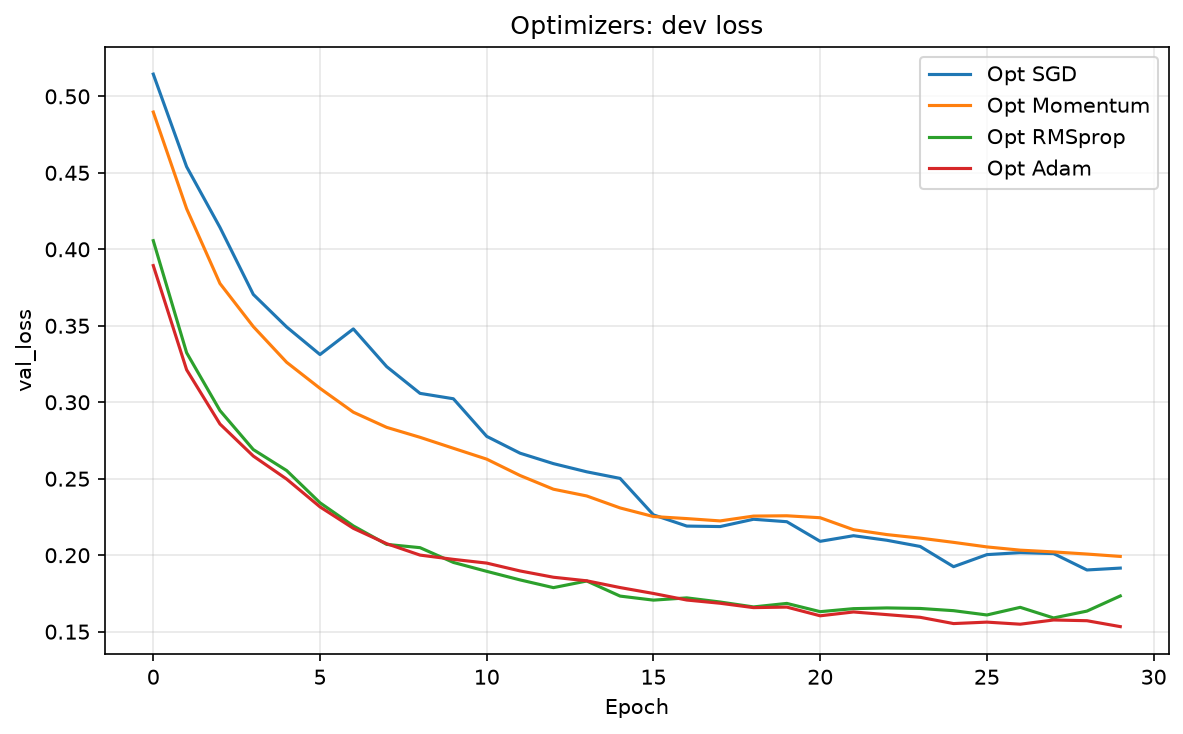 Optimizers: dev loss
Opt SGD
Opt Momentum
Opt RMSprop
Opt Adam
val_loss
0.50
0.45
0.40
0.35
0.30
0.25
0.20
0.15
0 5 10 15 20 25 30
Epoch